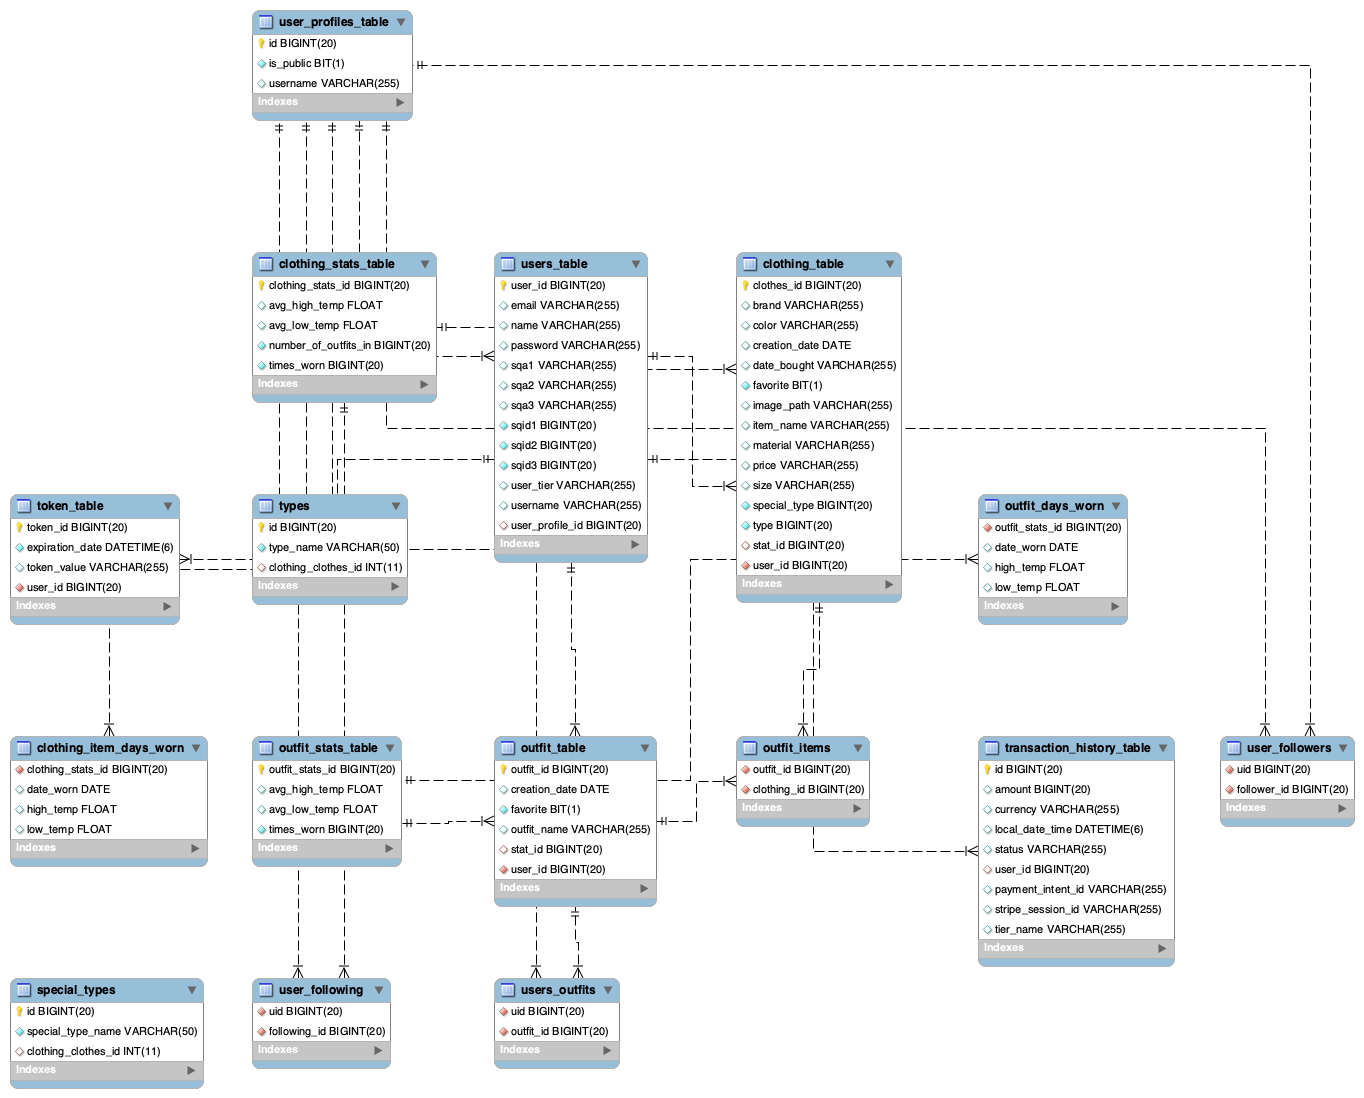 user_profiles_table
id BIGINT(20)
is_public BIT(1)
username VARCHAR(255)
Indexes
clothing_stats_table
clothing_stats_id BIGINT(20)
avg_high_temp FLOAT
avg_low_temp FLOAT
number_of_outfits_in BIGINT(20)
times_worn BIGINT(20)
Indexes
users_table
user_id BIGINT(20)
email VARCHAR(255)
name VARCHAR(255)
password VARCHAR(255)
sqa1 VARCHAR(255)
sqa2 VARCHAR(255)
sqa3 VARCHAR(255)
sqid1 BIGINT(20)
sqid2 BIGINT(20)
sqid3 BIGINT(20)
user_tier VARCHAR(255)
username VARCHAR(255)
user_profile_id BIGINT(20)
Indexes
clothing_table
clothes_id BIGINT(20)
brand VARCHAR(255)
color VARCHAR(255)
creation_date DATE
date_bought VARCHAR(255)
favorite BIT(1)
image_path VARCHAR(255)
item_name VARCHAR(255)
material VARCHAR(255)
price VARCHAR(255)
size VARCHAR(255)
special_type BIGINT(20)
type BIGINT(20)
stat_id BIGINT(20)
user_id BIGINT(20)
Indexes
token_table
token_id BIGINT(20)
expiration_date DATETIME(6)
token_value VARCHAR(255)
user_id BIGINT(20)
Indexes
types
id BIGINT(20)
type_name VARCHAR(50)
clothing_clothes_id INT(11)
Indexes
outfit_days_worn
outfit_stats_id BIGINT(20)
date_worn DATE
high_temp FLOAT
low_temp FLOAT
Indexes
clothing_item_days_worn
clothing_stats_id BIGINT(20)
date_worn DATE
high_temp FLOAT
low_temp FLOAT
Indexes
outfit_stats_table
outfit_stats_id BIGINT(20)
avg_high_temp FLOAT
avg_low_temp FLOAT
times_worn BIGINT(20)
Indexes
outfit_table
outfit_id BIGINT(20)
creation_date DATE
favorite BIT(1)
outfit_name VARCHAR(255)
stat_id BIGINT(20)
user_id BIGINT(20)
Indexes
outfit_items
outfit_id BIGINT(20)
clothing_id BIGINT(20)
Indexes
transaction_history_table
id BIGINT(20)
amount BIGINT(20)
currency VARCHAR(255)
local_date_time DATETIME(6)
status VARCHAR(255)
user_id BIGINT(20)
payment_intent_id VARCHAR(255)
stripe_session_id VARCHAR(255)
tier_name VARCHAR(255)
Indexes
user_followers
uid BIGINT(20)
follower_id BIGINT(20)
Indexes
special_types
id BIGINT(20)
special_type_name VARCHAR(50)
clothing_clothes_id INT(11)
Indexes
user_following
uid BIGINT(20)
following_id BIGINT(20)
Indexes
users_outfits
uid BIGINT(20)
outfit_id BIGINT(20)
Indexes